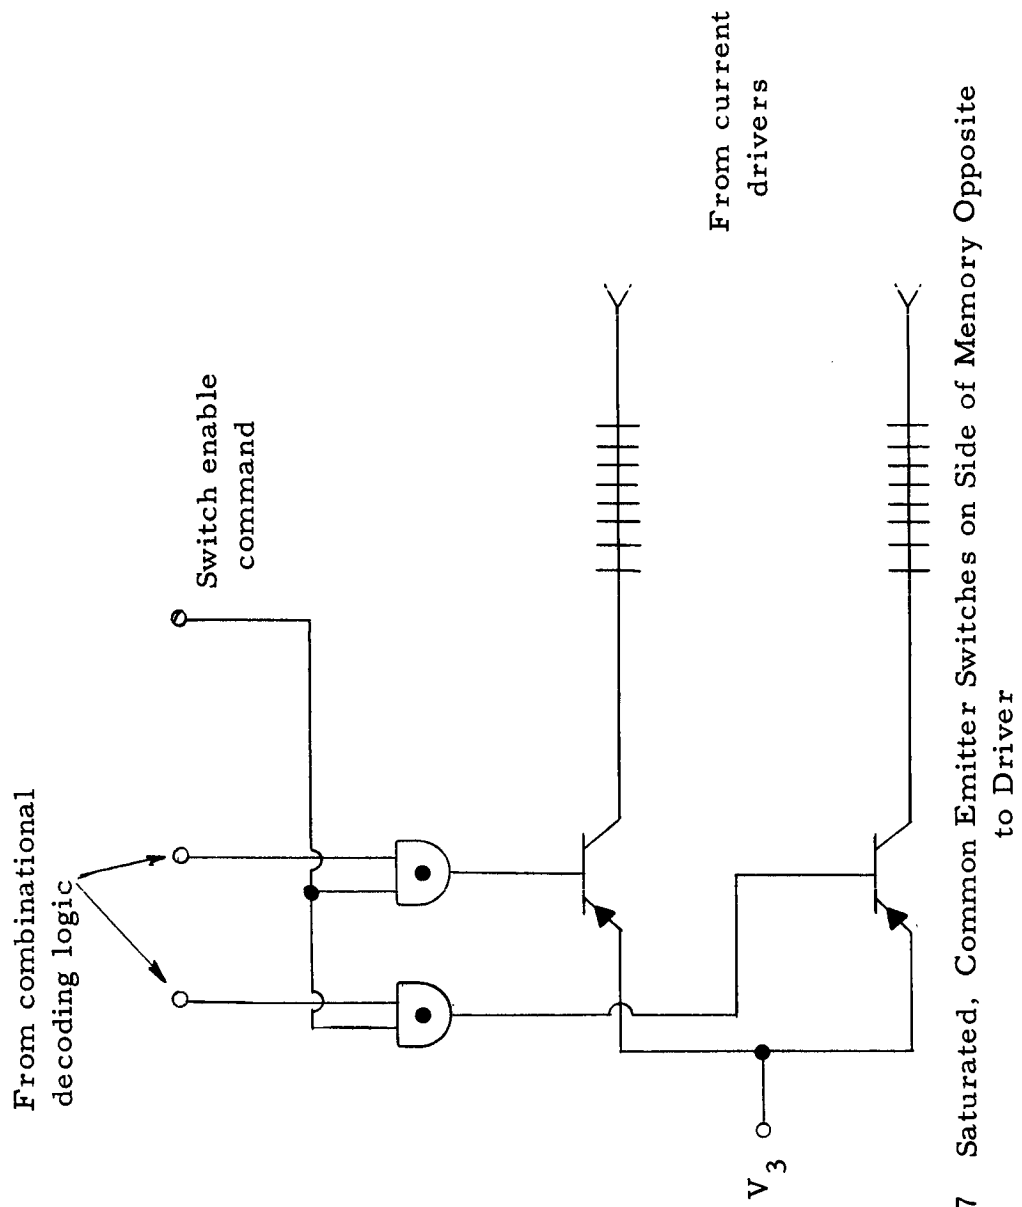 From combinational
decoding logic
Switch enable
command
From current
drivers
V3
7 Saturated, Common Emitter Switches on Side of Memory Opposite
to Driver